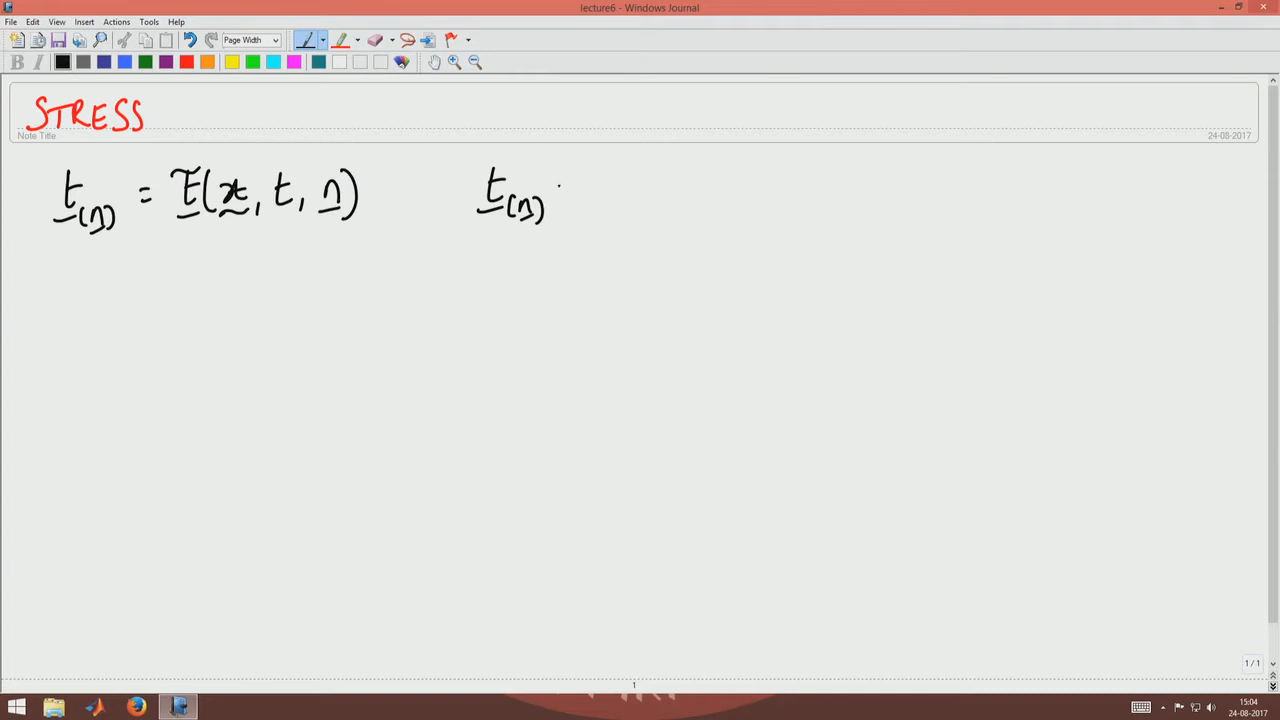 lecture6 - Windows Journal
File Edit View Insert Actions Tools Help
Page Width
B I
STRESS
Note Title
24-08-2017
t(n) = t̃(x, t, n) t(n)
1/1
1
15:04
24-08-2017